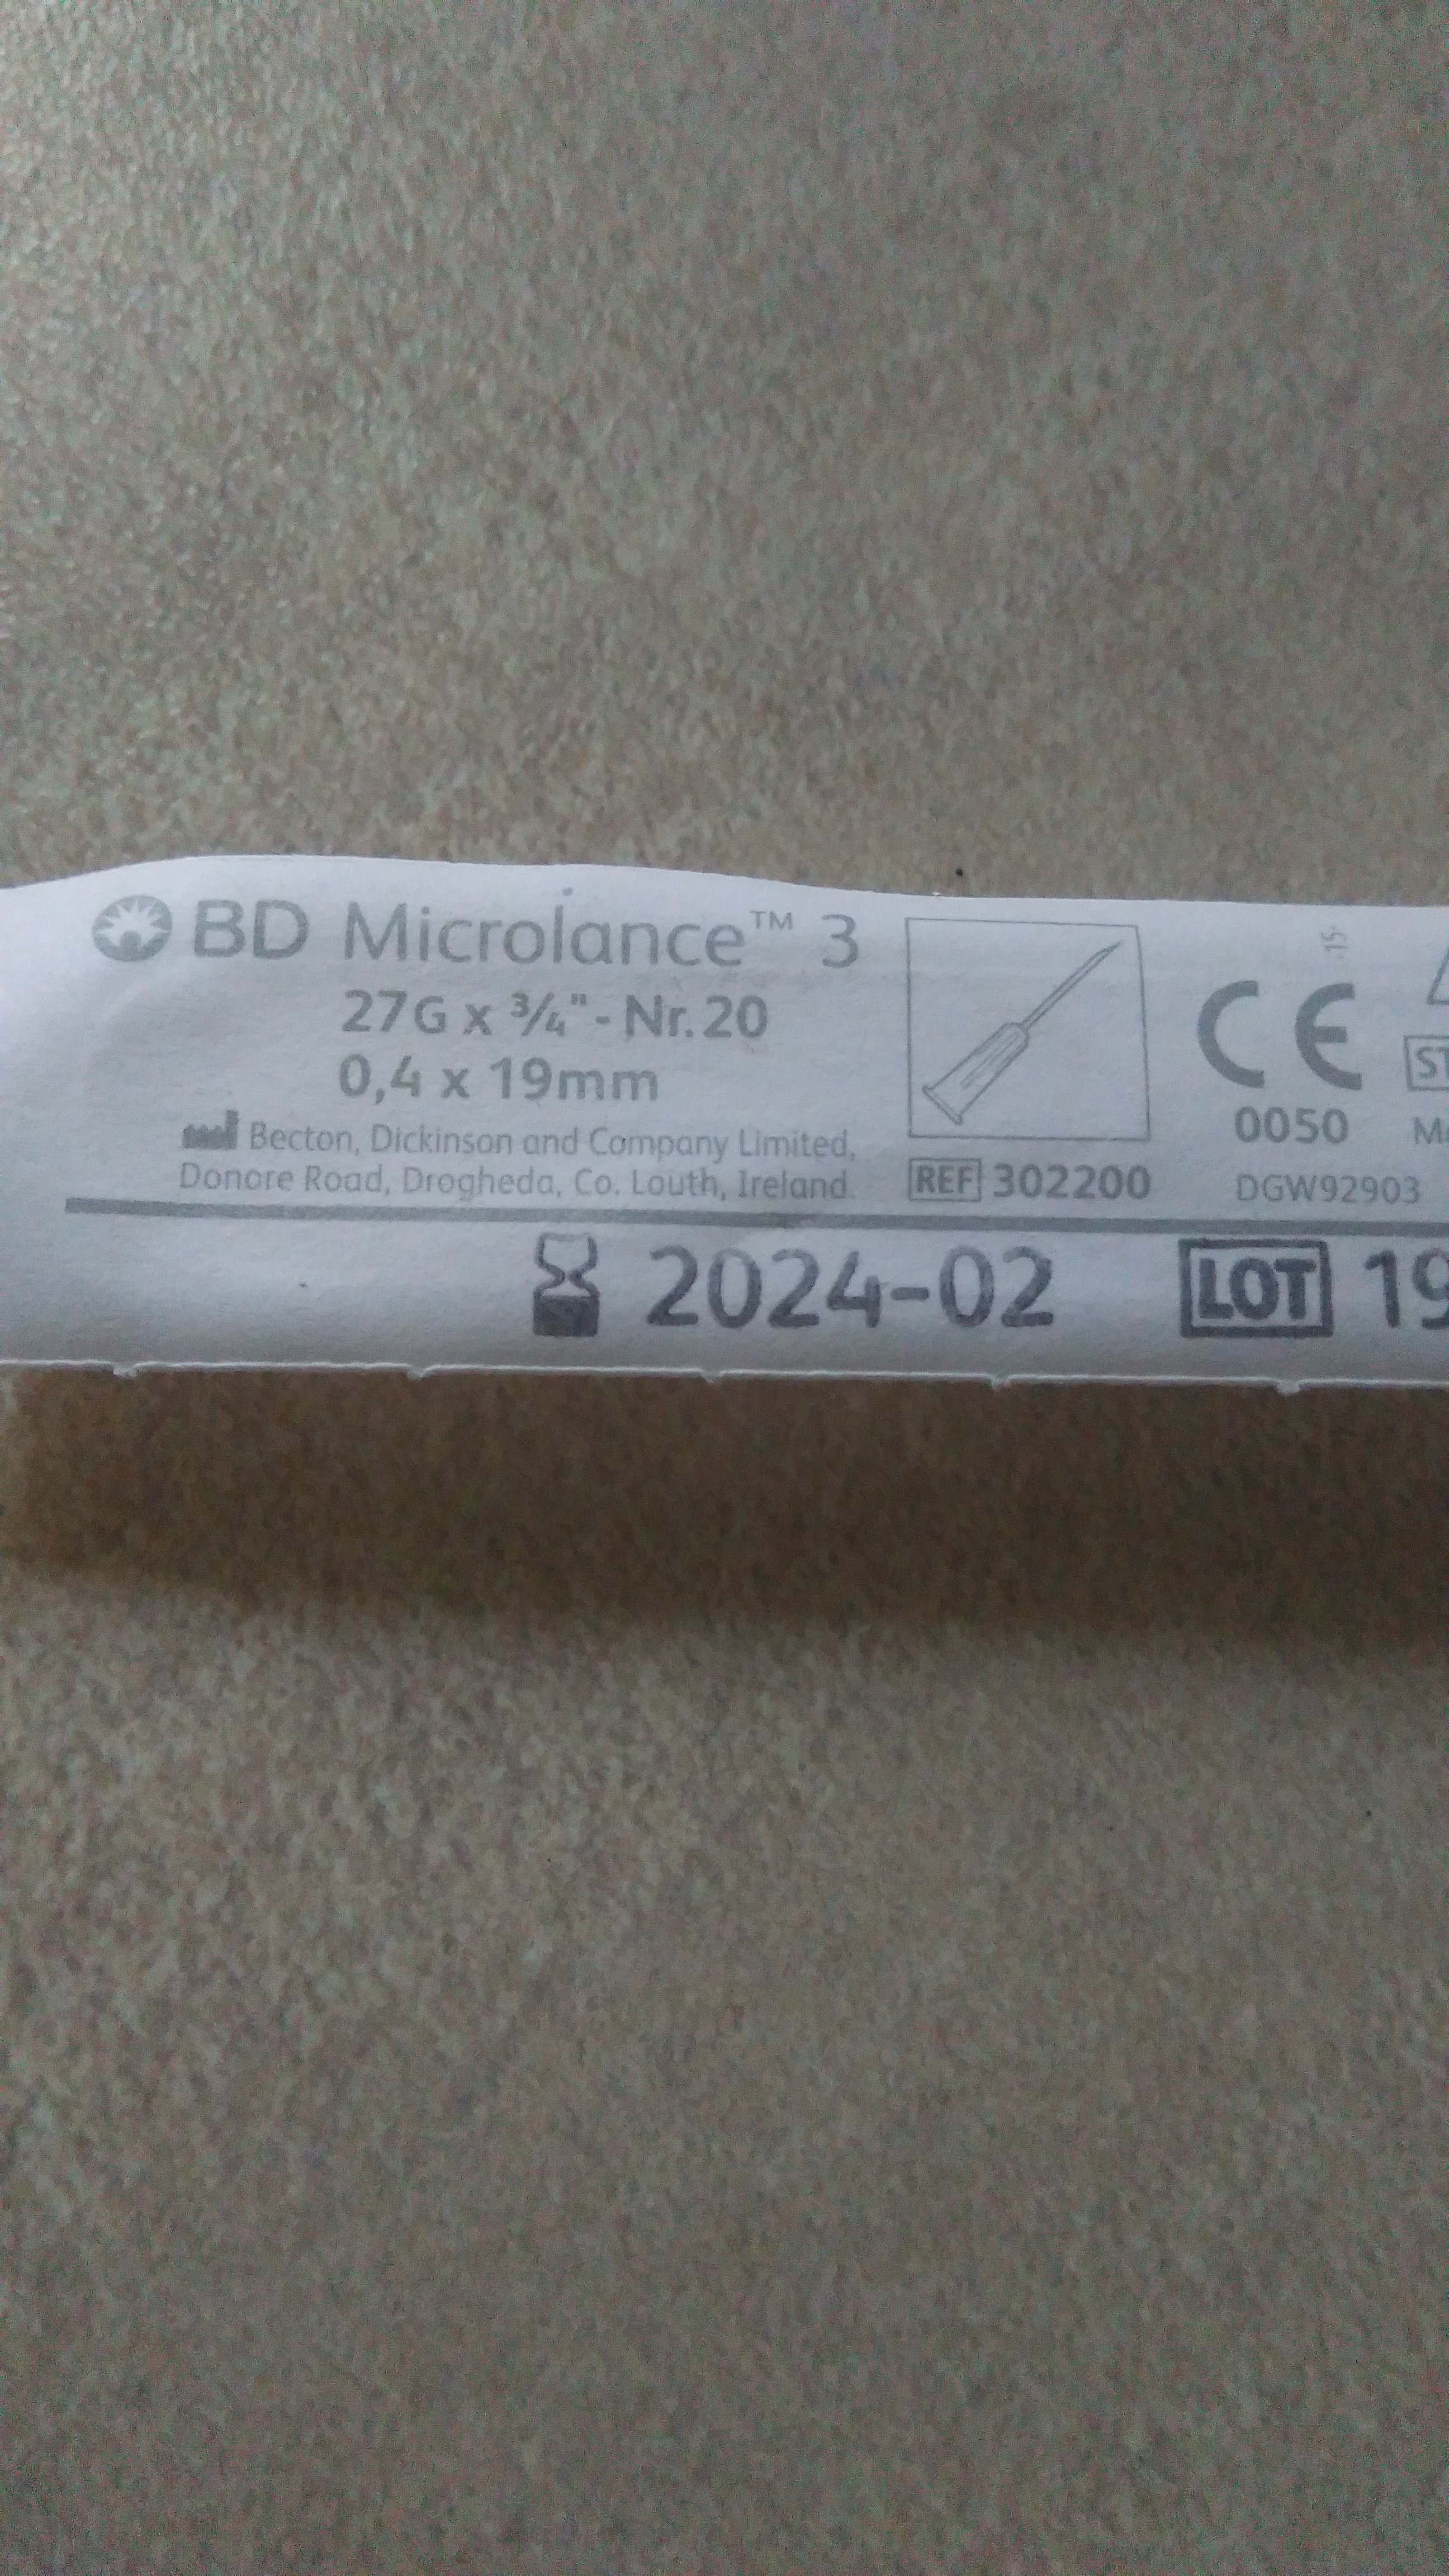 BD Microlance™ 3
27G x ¾" - Nr. 20
0,4 x 19mm
Becton, Dickinson and Company Limited,
Donore Road, Drogheda, Co. Louth, Ireland.
REF 302200
-15-
CE
0050
DGW92903
2024-02
LOT 19